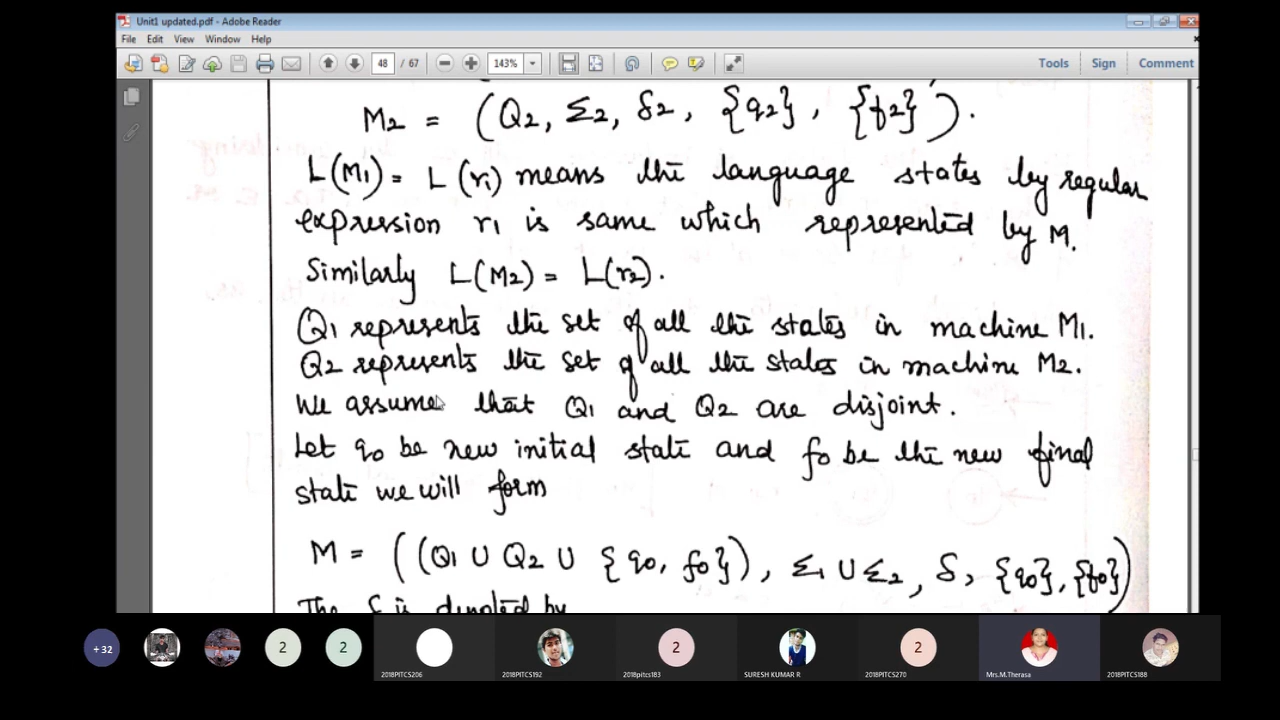 Unit1 updated.pdf - Adobe Reader
File Edit View Window Help
48 / 67 143% Tools Sign Comment
M2 = (Q2, Σ2, δ2, {q2}, {f2}).
L(M1) = L(r1) means the language states by regular
expression r1 is same which represented by M.
Similarly L(M2) = L(r2).
Q1 represents the set of all the states in machine M1.
Q2 represents the set of all the states in machine M2.
We assume that Q1 and Q2 are disjoint.
Let q0 be new initial state and f0 be the new final
state we will form
M = ((Q1 U Q2 U {q0, f0}), Σ1 U Σ2, δ, {q0}, {f0})
The δ is denoted by
+32 2 2 2 2
2018PITCS206 2018PITCS192 2018pitcs183 SURESH KUMAR R 2018PITCS270 Mrs.M.Therasa 2018PITCS188